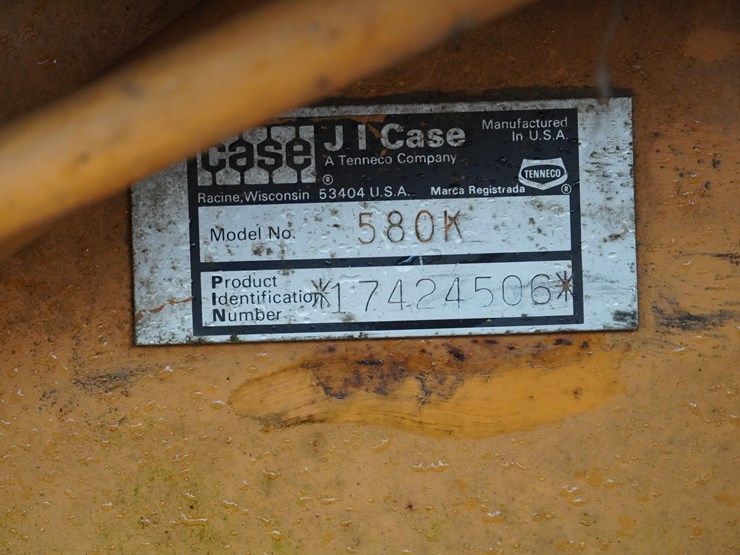 case
J I Case
Manufactured
In U.S.A.
A Tenneco Company
®
TENNECO
®
Racine, Wisconsin 53404 U.S.A. Marca Registrada
Model No. 580K
Product
Identification
Number
*17424506*